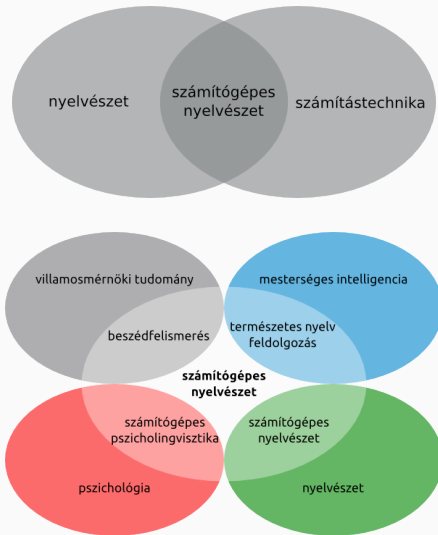 nyelvészet
számítógépes
nyelvészet
számítástechnika
villamosmérnöki tudomány
mesterséges intelligencia
beszédfelismerés
természetes nyelv
feldolgozás
számítógépes
nyelvészet
számítógépes
pszicholingvisztika
számítógépes
nyelvészet
pszichológia
nyelvészet